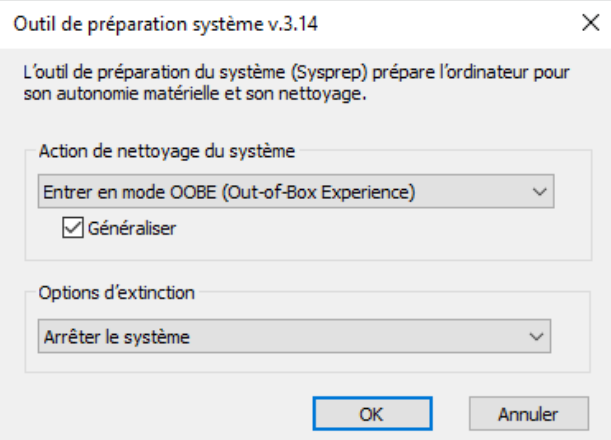 Outil de préparation système v.3.14
L’outil de préparation du système (Sysprep) prépare l’ordinateur pour
son autonomie matérielle et son nettoyage.
Action de nettoyage du système
Entrer en mode OOBE (Out-of-Box Experience)
Généraliser
Options d’extinction
Arrêter le système
OK
Annuler